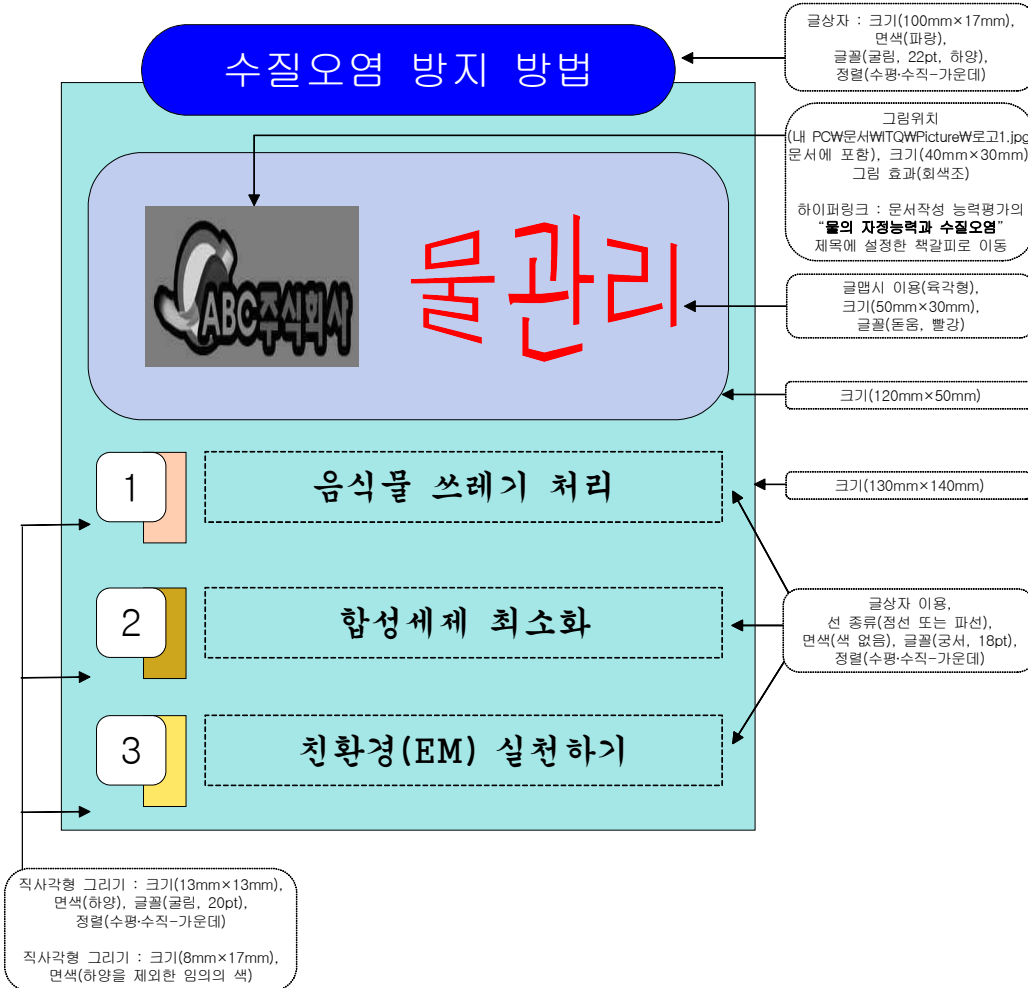 수질오염 방지 방법
글상자 : 크기(100mm×17mm),
면색(파랑),
글꼴(굴림, 22pt, 하양),
정렬(수평·수직-가운데)
그림위치
(내 PC₩문서₩ITQ₩Picture₩로고1.jpg
문서에 포함), 크기(40mm×30mm)
그림 효과(회색조)
하이퍼링크 : 문서작성 능력평가의
“물의 자정능력과 수질오염”
제목에 설정한 책갈피로 이동
ABC주식회사
물관리
글맵시 이용(육각형),
크기(50mm×30mm),
글꼴(돋움, 빨강)
크기(120mm×50mm)
1
음식물 쓰레기 처리
크기(130mm×140mm)
2
합성세제 최소화
글상자 이용,
선 종류(점선 또는 파선),
면색(색 없음), 글꼴(궁서, 18pt),
정렬(수평·수직-가운데)
3
친환경(EM) 실천하기
직사각형 그리기 : 크기(13mm×13mm),
면색(하양), 글꼴(굴림, 20pt),
정렬(수평·수직-가운데)
직사각형 그리기 : 크기(8mm×17mm),
면색(하양을 제외한 임의의 색)